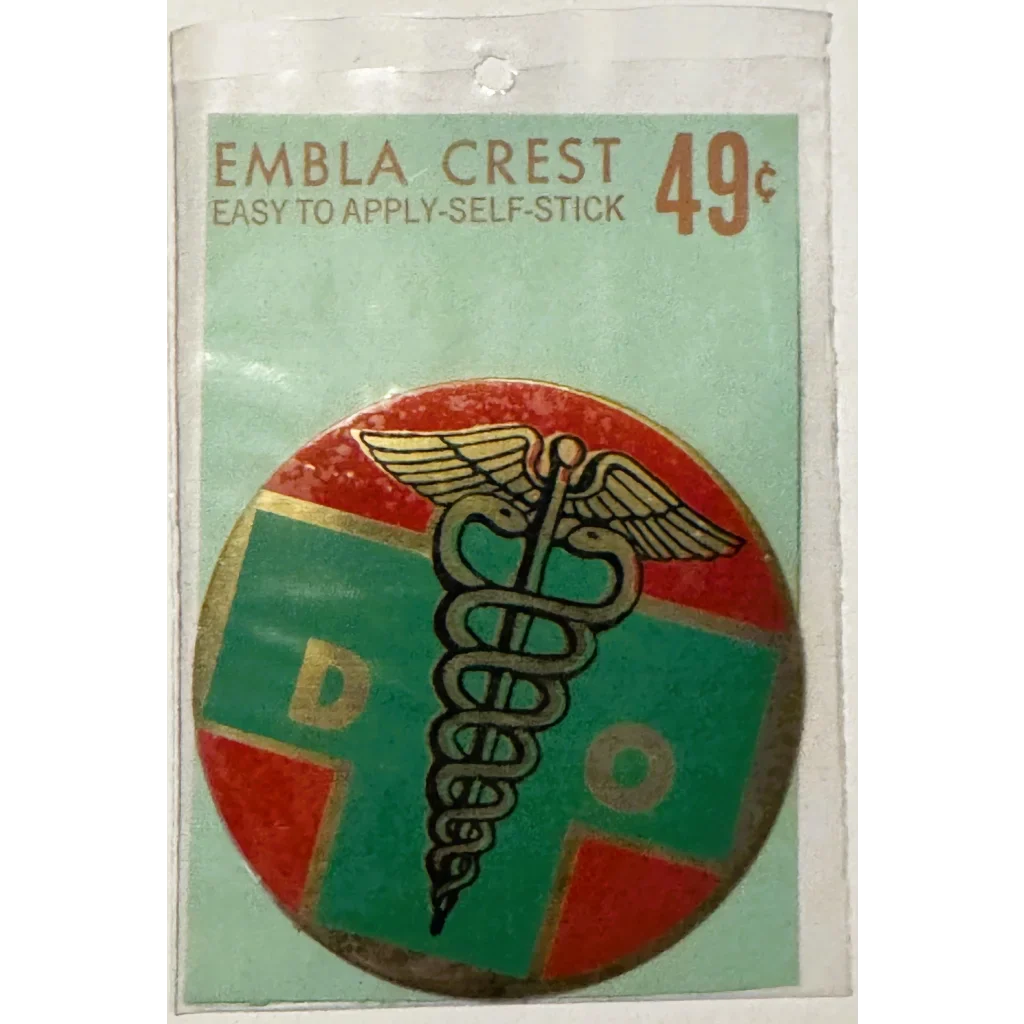 EMBLA CREST
EASY TO APPLY-SELF-STICK
49¢
D O